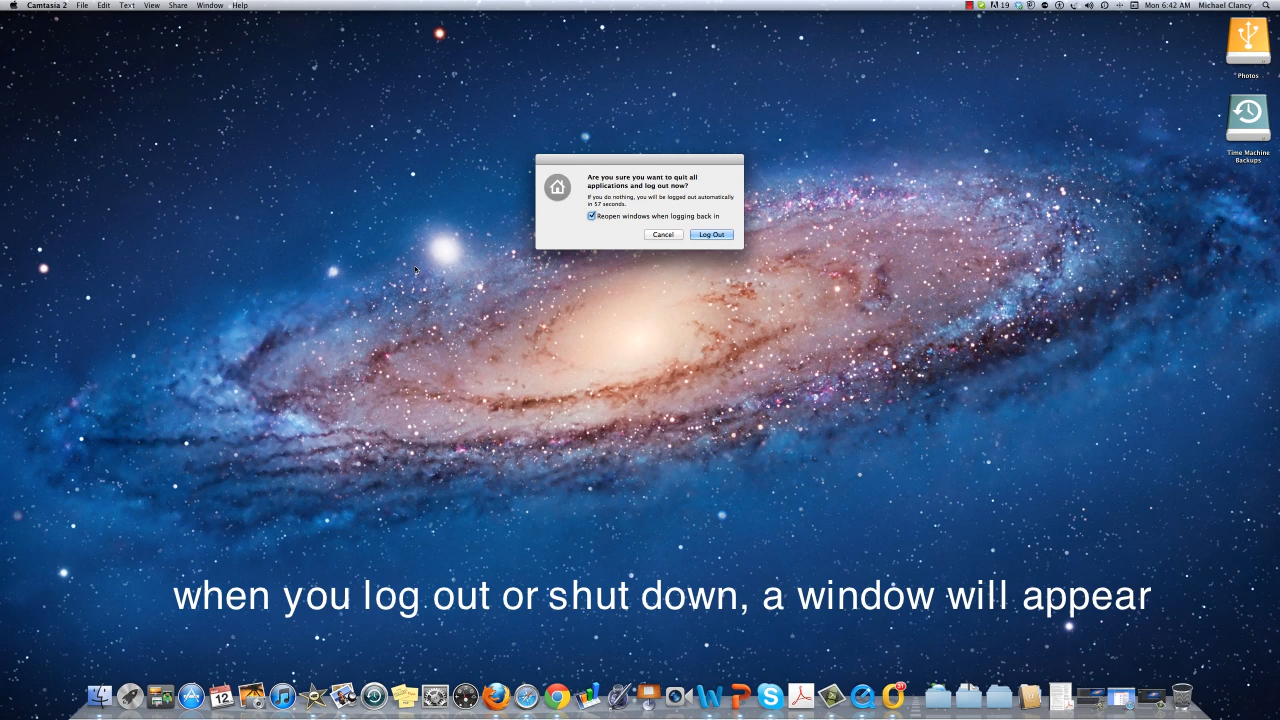 Camtasia 2 File Edit Text View Share Window Help
19 Mon 6:42 AM Michael Clancy
Photos
Time Machine
Backups
Are you sure you want to quit all
applications and log out now?
If you do nothing, you will be logged out automatically
in 57 seconds.
Reopen windows when logging back in
Cancel Log Out
when you log out or shut down, a window will appear
12
31